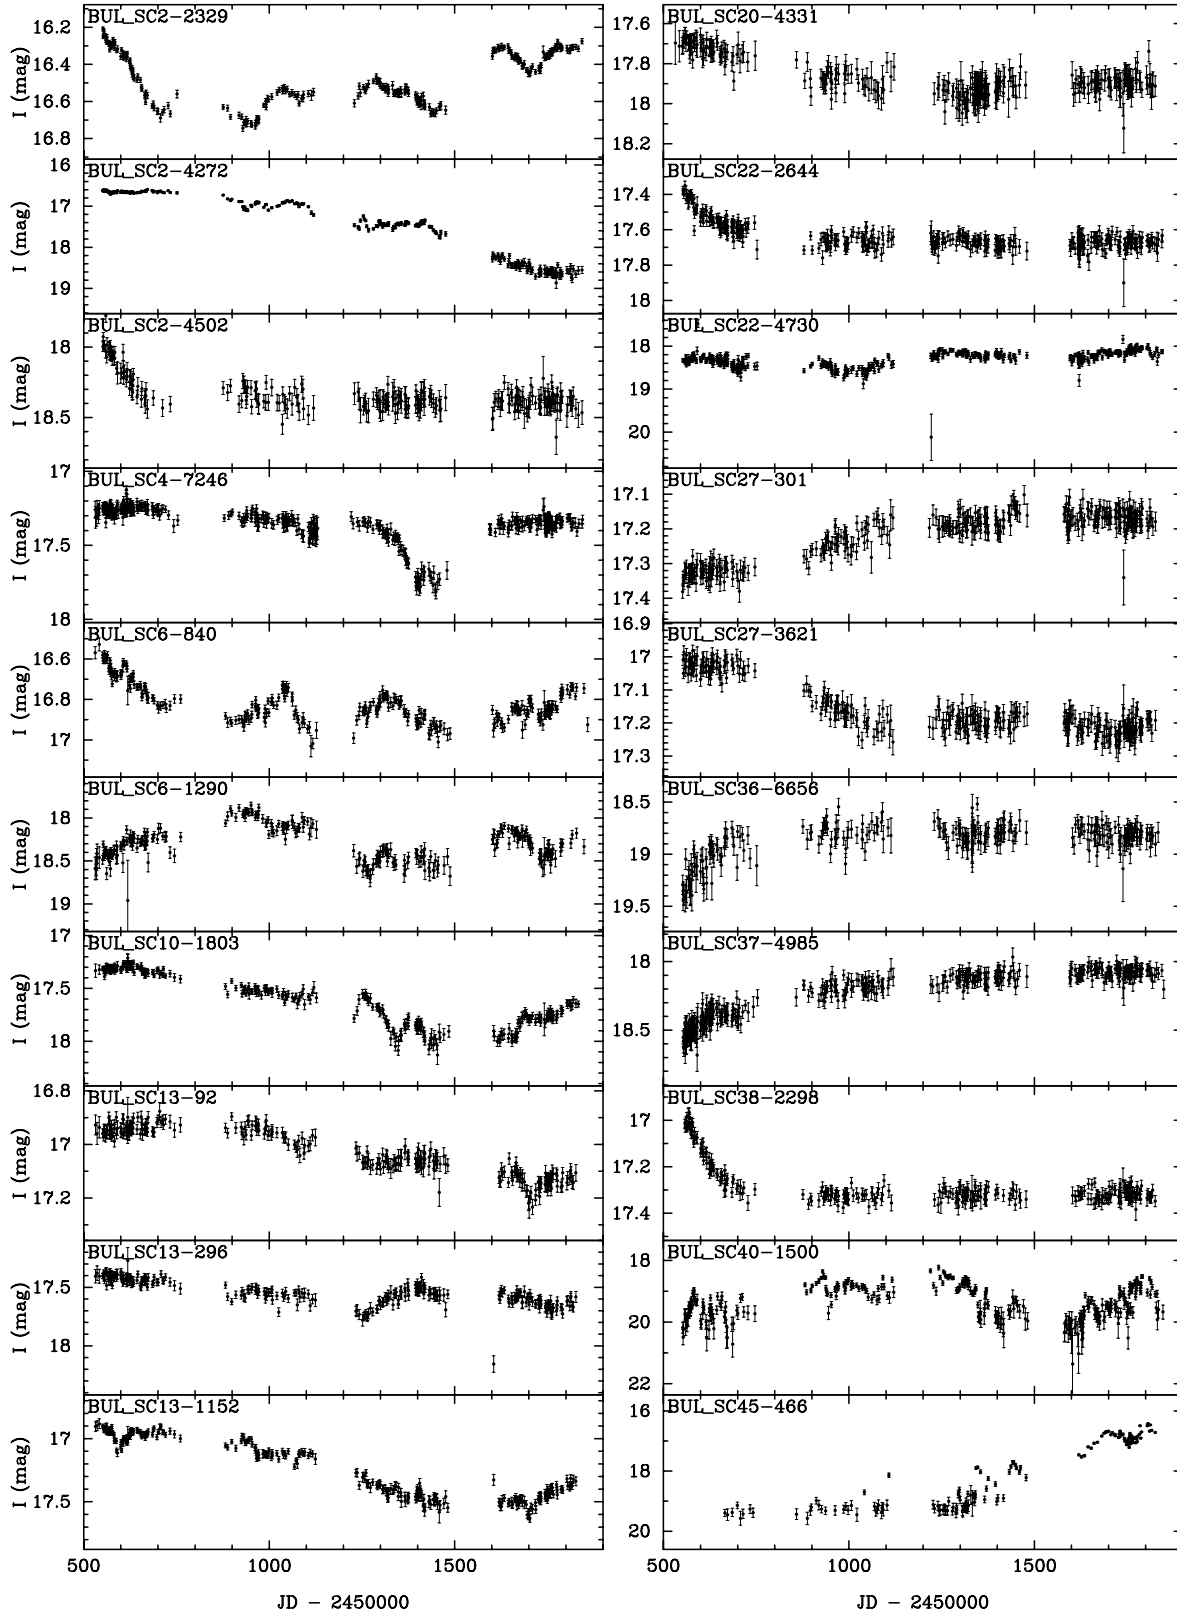 BUL_SC2-2329
16.2
16.4
16.6
16.8
I (mag)
BUL_SC2-4272
16
17
18
19
I (mag)
BUL_SC2-4502
18
18.5
I (mag)
BUL_SC4-7246
17
17.5
18
I (mag)
BUL_SC6-840
16.6
16.8
17
I (mag)
BUL_SC6-1290
18
18.5
19
I (mag)
BUL_SC10-1803
17
17.5
18
I (mag)
BUL_SC13-92
16.8
17
17.2
I (mag)
BUL_SC13-296
17.5
18
I (mag)
BUL_SC13-1152
17
17.5
I (mag)
500 1000 1500
JD - 2450000
BUL_SC20-4331
17.6
17.8
18
18.2
BUL_SC22-2644
17.4
17.6
17.8
18
BUL_SC22-4730
18
19
20
BUL_SC27-301
17.1
17.2
17.3
17.4
BUL_SC27-3621
16.9
17
17.1
17.2
17.3
BUL_SC36-6656
18.5
19
19.5
BUL_SC37-4985
18
18.5
BUL_SC38-2298
17
17.2
17.4
BUL_SC40-1500
18
20
22
BUL_SC45-466
16
18
20
500 1000 1500
JD - 2450000